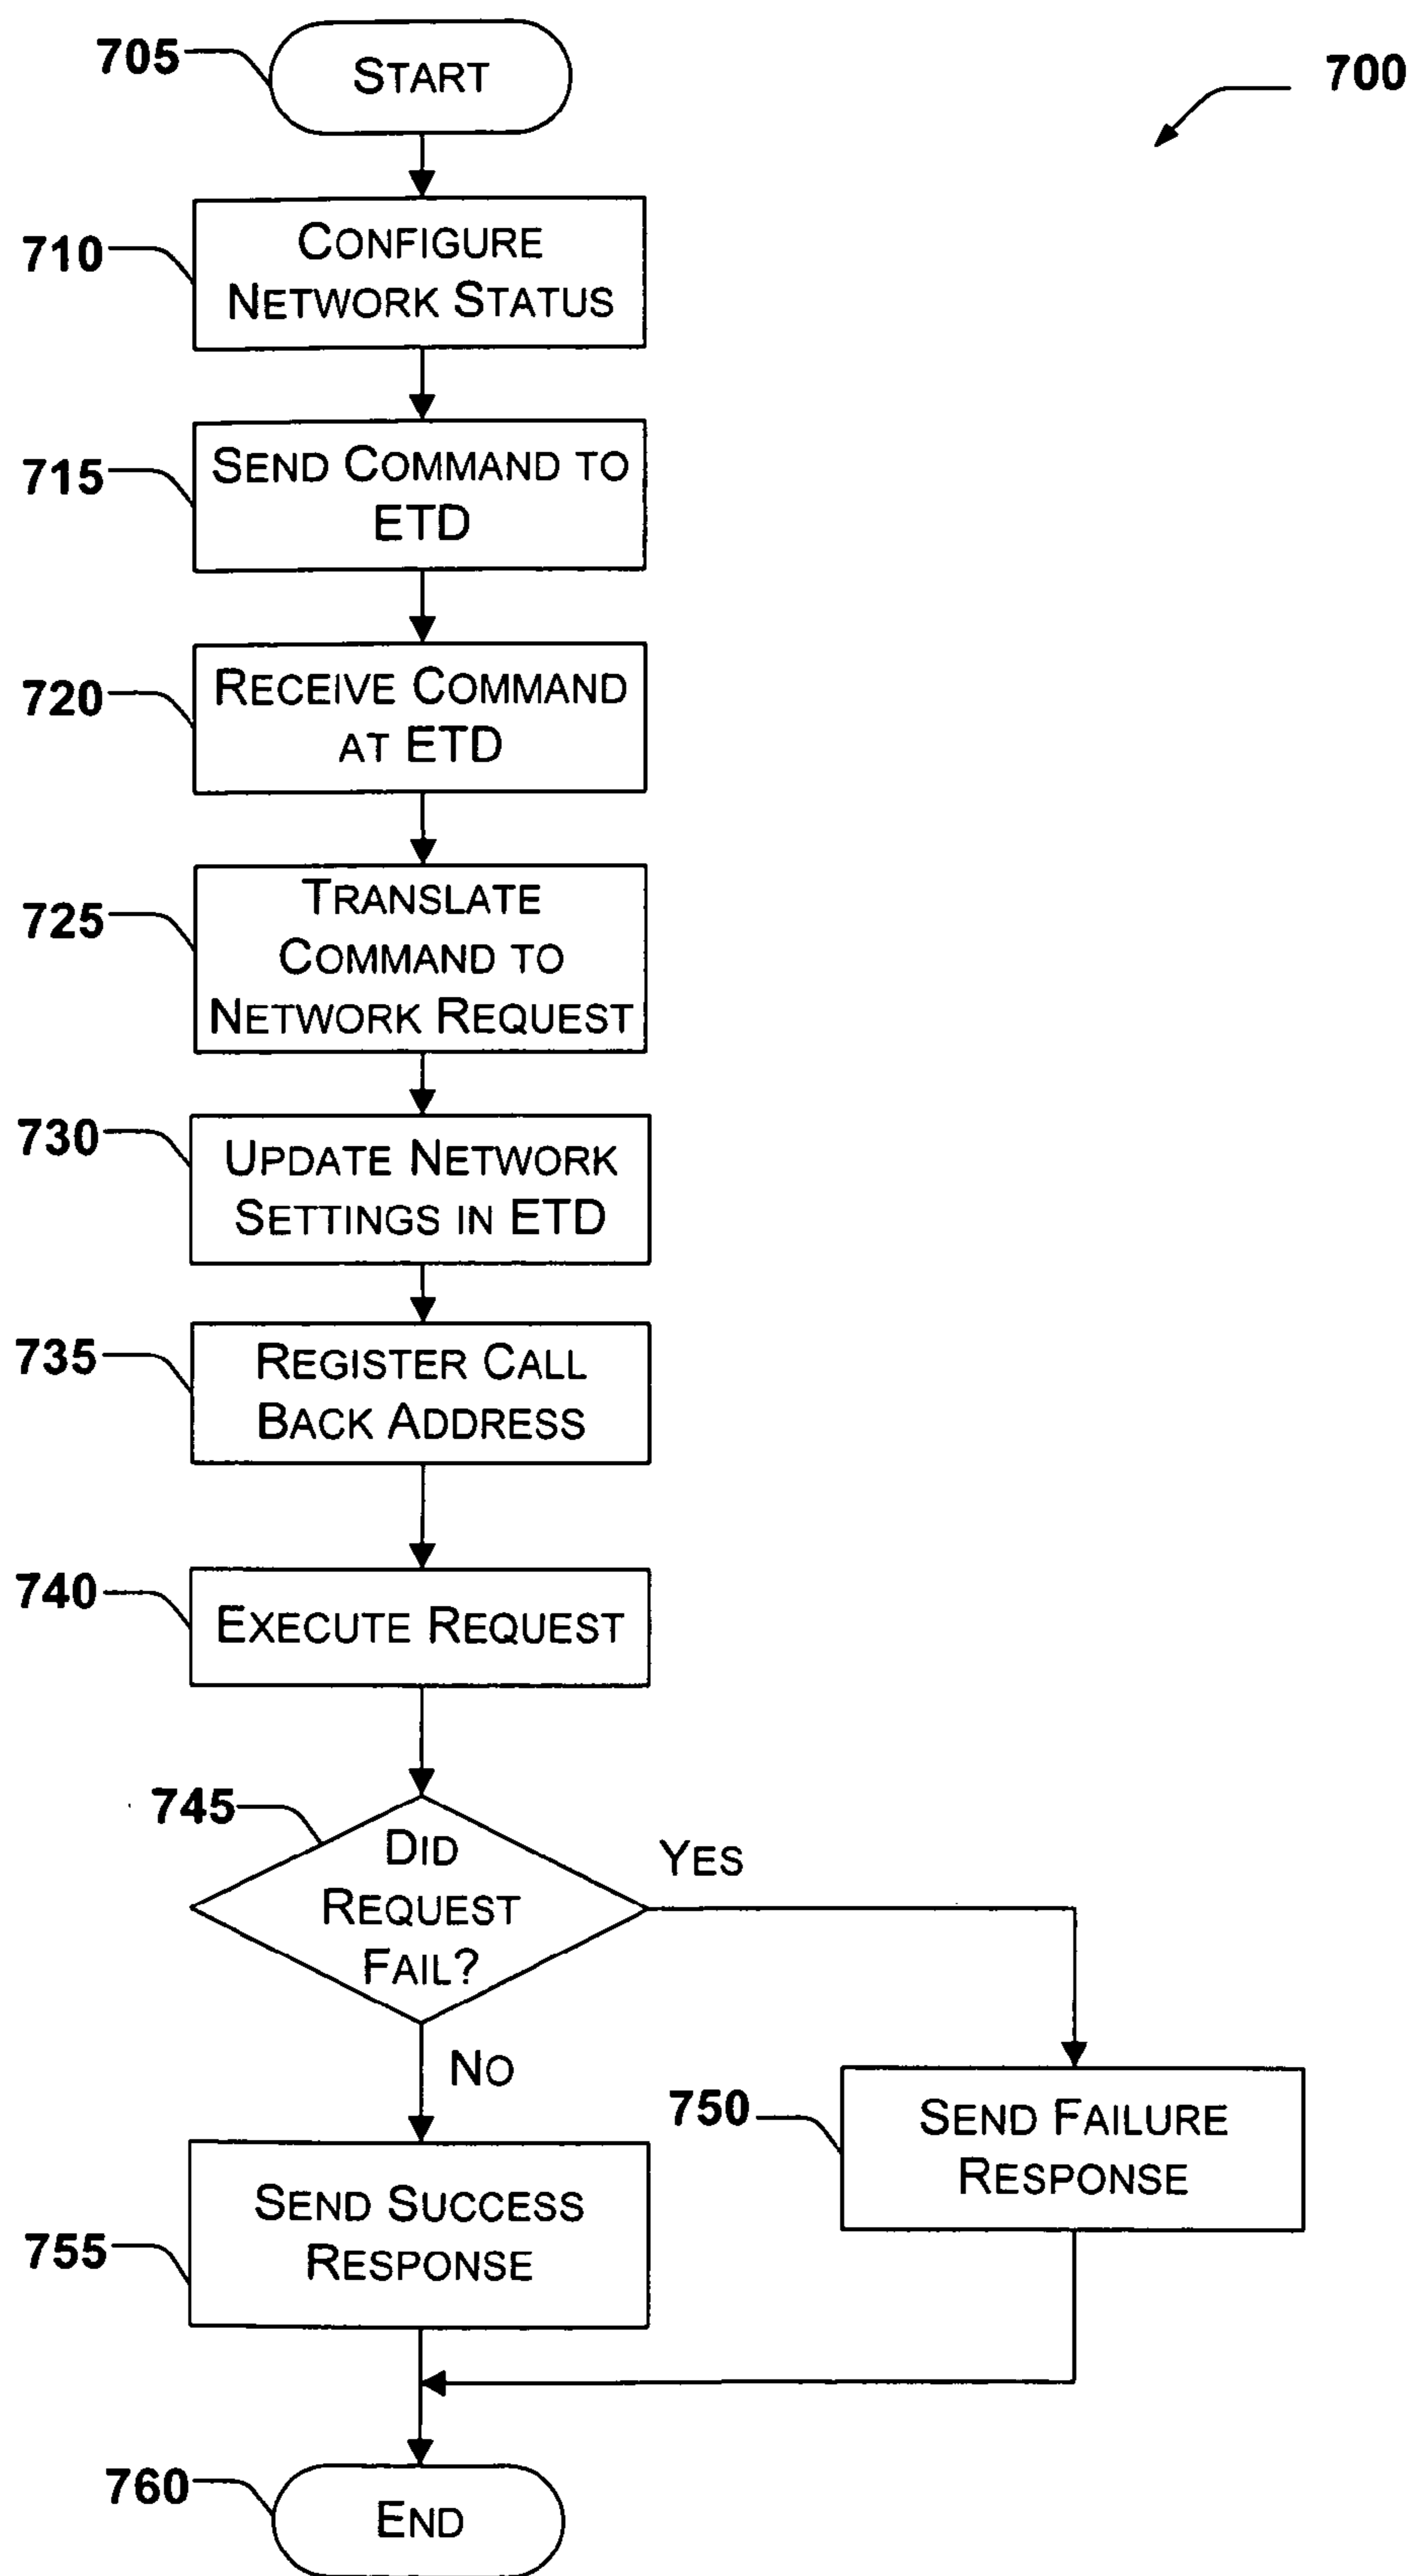 705
START
700
710
CONFIGURE
NETWORK STATUS
715
SEND COMMAND TO
ETD
720
RECEIVE COMMAND
AT ETD
725
TRANSLATE
COMMAND TO
NETWORK REQUEST
730
UPDATE NETWORK
SETTINGS IN ETD
735
REGISTER CALL
BACK ADDRESS
740
EXECUTE REQUEST
745
DID
REQUEST
FAIL?
YES
NO
750
SEND FAILURE
RESPONSE
755
SEND SUCCESS
RESPONSE
760
END